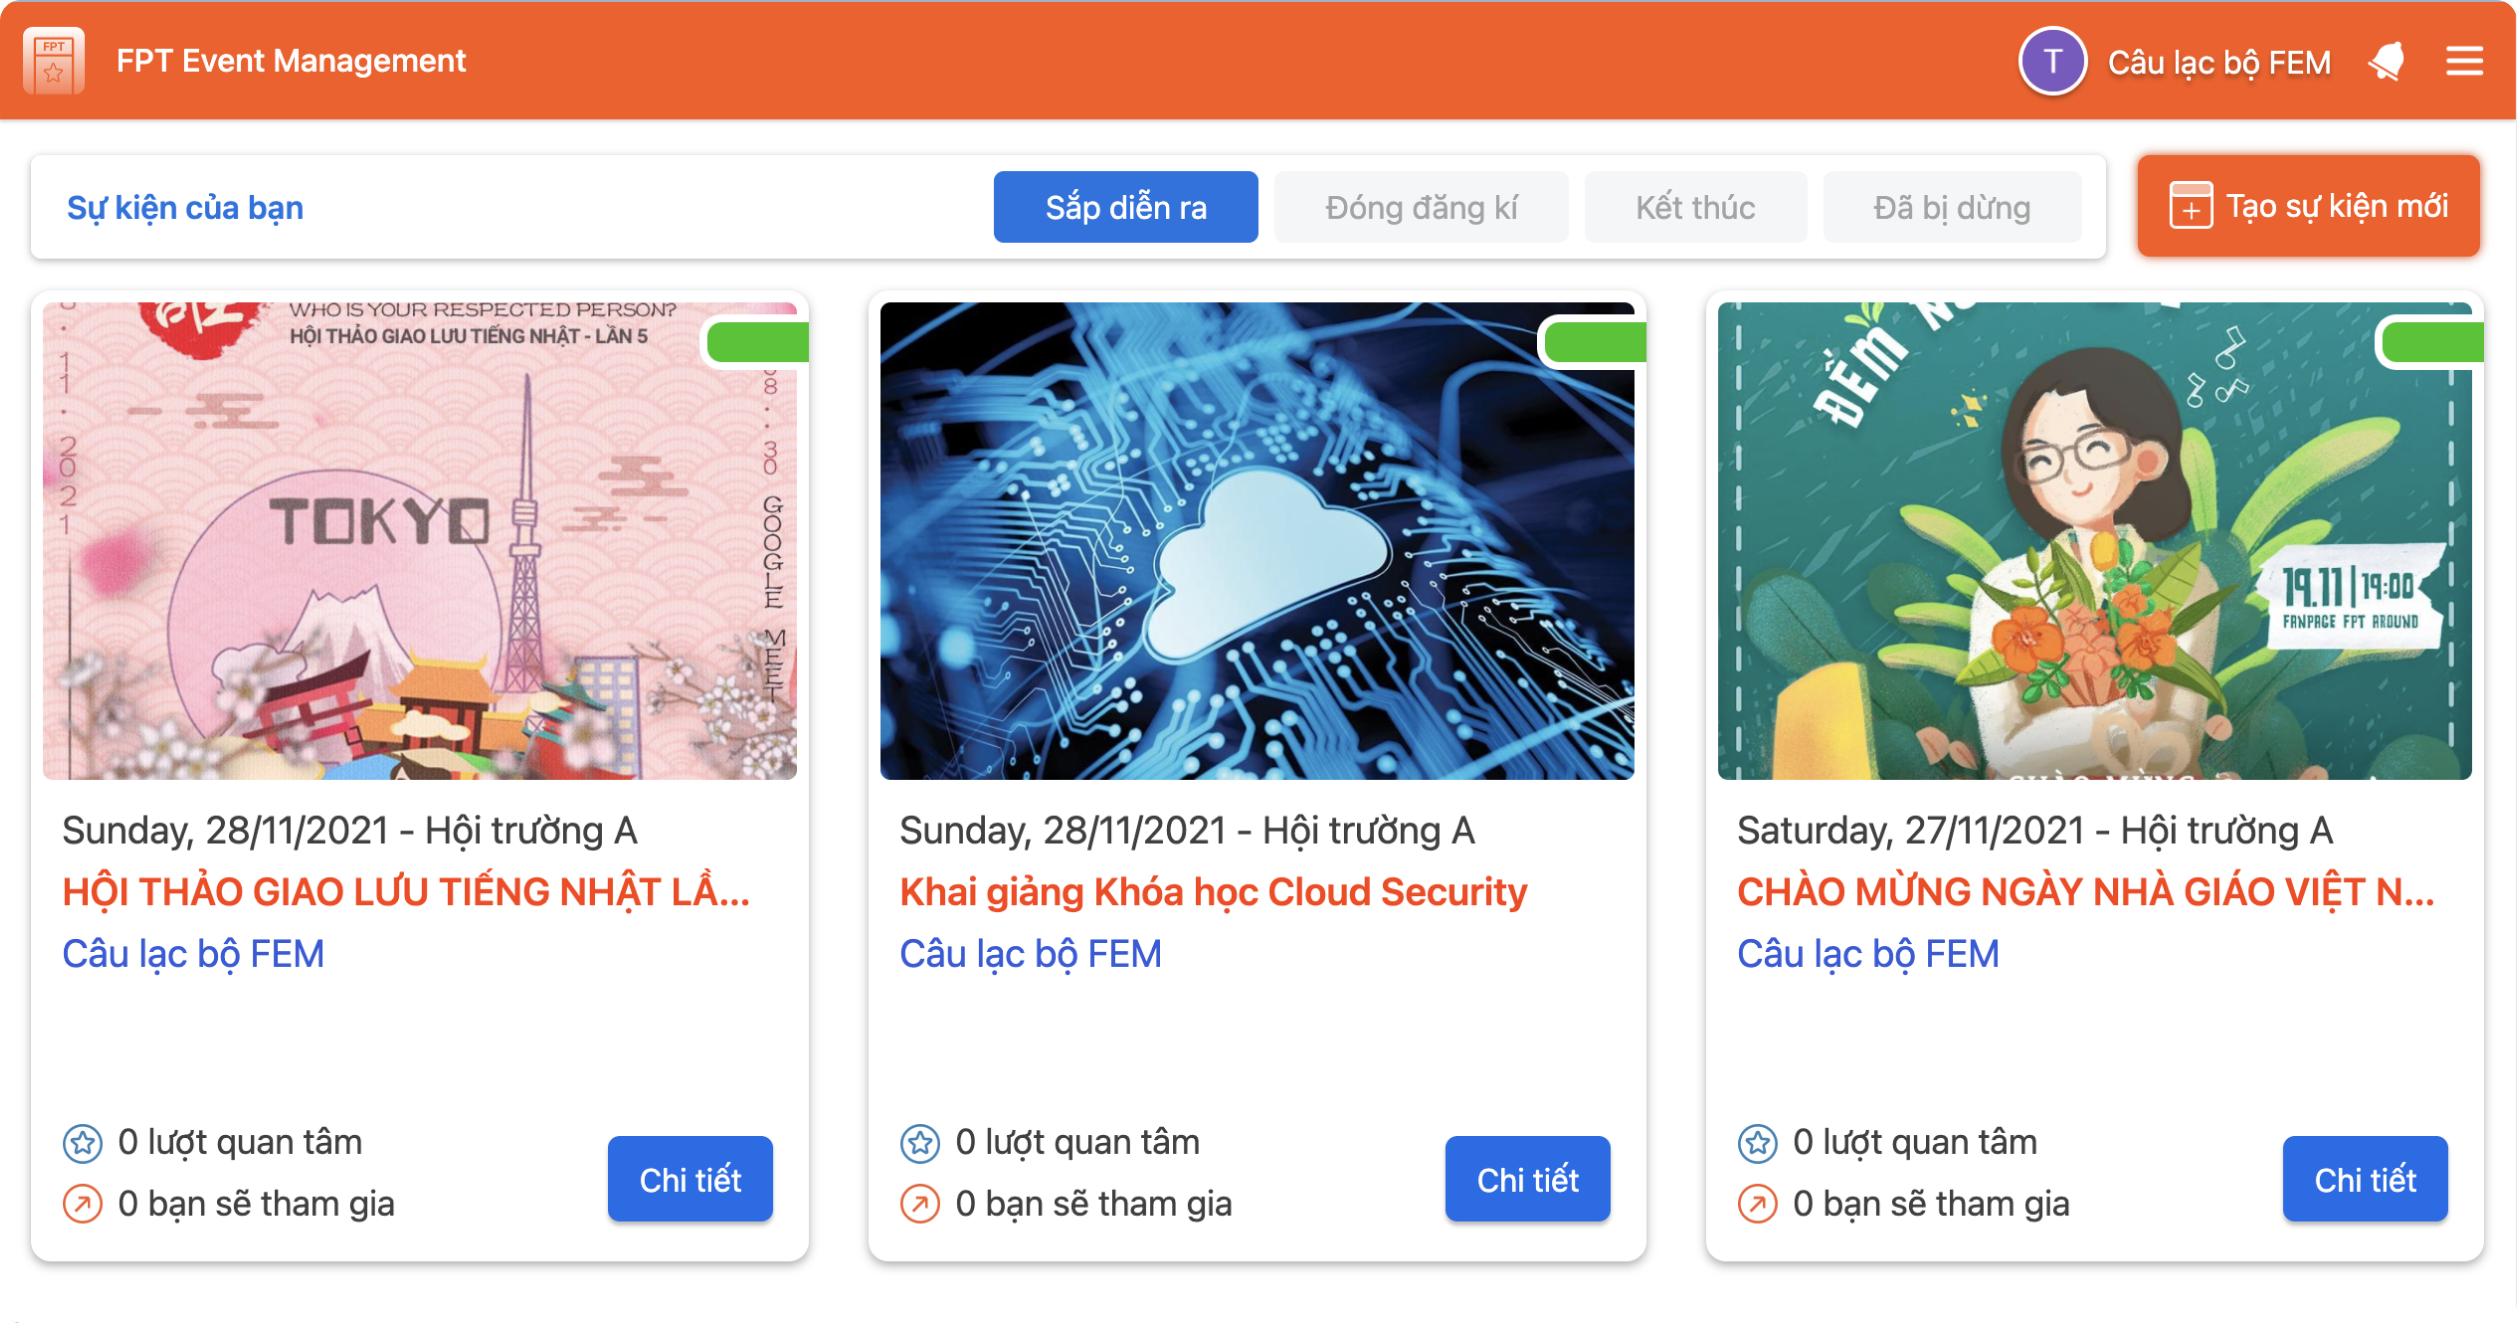 FPT
FPT Event Management
T
Câu lạc bộ FEM
Sự kiện của bạn
Sắp diễn ra
Đóng đăng kí
Kết thúc
Đã bị dừng
Tạo sự kiện mới
WHO IS YOUR RESPECTED PERSON?
HỘI THẢO GIAO LƯU TIẾNG NHẬT - LẦN 5
11 . 2021
30 GOOGLE MEET
TOKYO
ĐÊM
19.11 | 19:00
FANPAGE FPT AROUND
CHÀO MỪNG
Sunday, 28/11/2021 - Hội trường A
HỘI THẢO GIAO LƯU TIẾNG NHẬT LẦ...
Câu lạc bộ FEM
0 lượt quan tâm
0 bạn sẽ tham gia
Chi tiết
Sunday, 28/11/2021 - Hội trường A
Khai giảng Khóa học Cloud Security
Câu lạc bộ FEM
0 lượt quan tâm
0 bạn sẽ tham gia
Chi tiết
Saturday, 27/11/2021 - Hội trường A
CHÀO MỪNG NGÀY NHÀ GIÁO VIỆT N...
Câu lạc bộ FEM
0 lượt quan tâm
0 bạn sẽ tham gia
Chi tiết